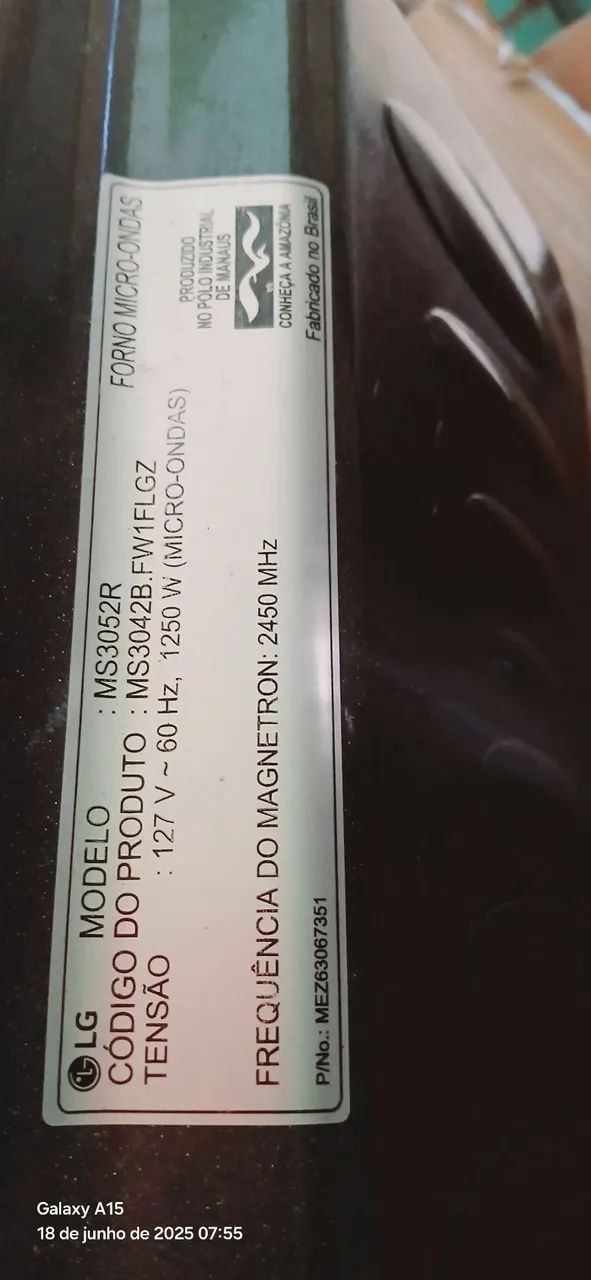 LG
MODELO : MS3052R
FORNO MICRO-ONDAS
CÓDIGO DO PRODUTO : MS3042B.FW1FLGZ
TENSÃO : 127 V ~ 60 Hz, 1250 W (MICRO-ONDAS)
PRODUZIDO
NO POLO INDUSTRIAL
DE MANAUS
CONHEÇA A AMAZÔNIA
FREQUÊNCIA DO MAGNETRON: 2450 MHz
P/No.: MEZ63067351
Fabricado no Brasil
Galaxy A15
18 de junho de 2025 07:55